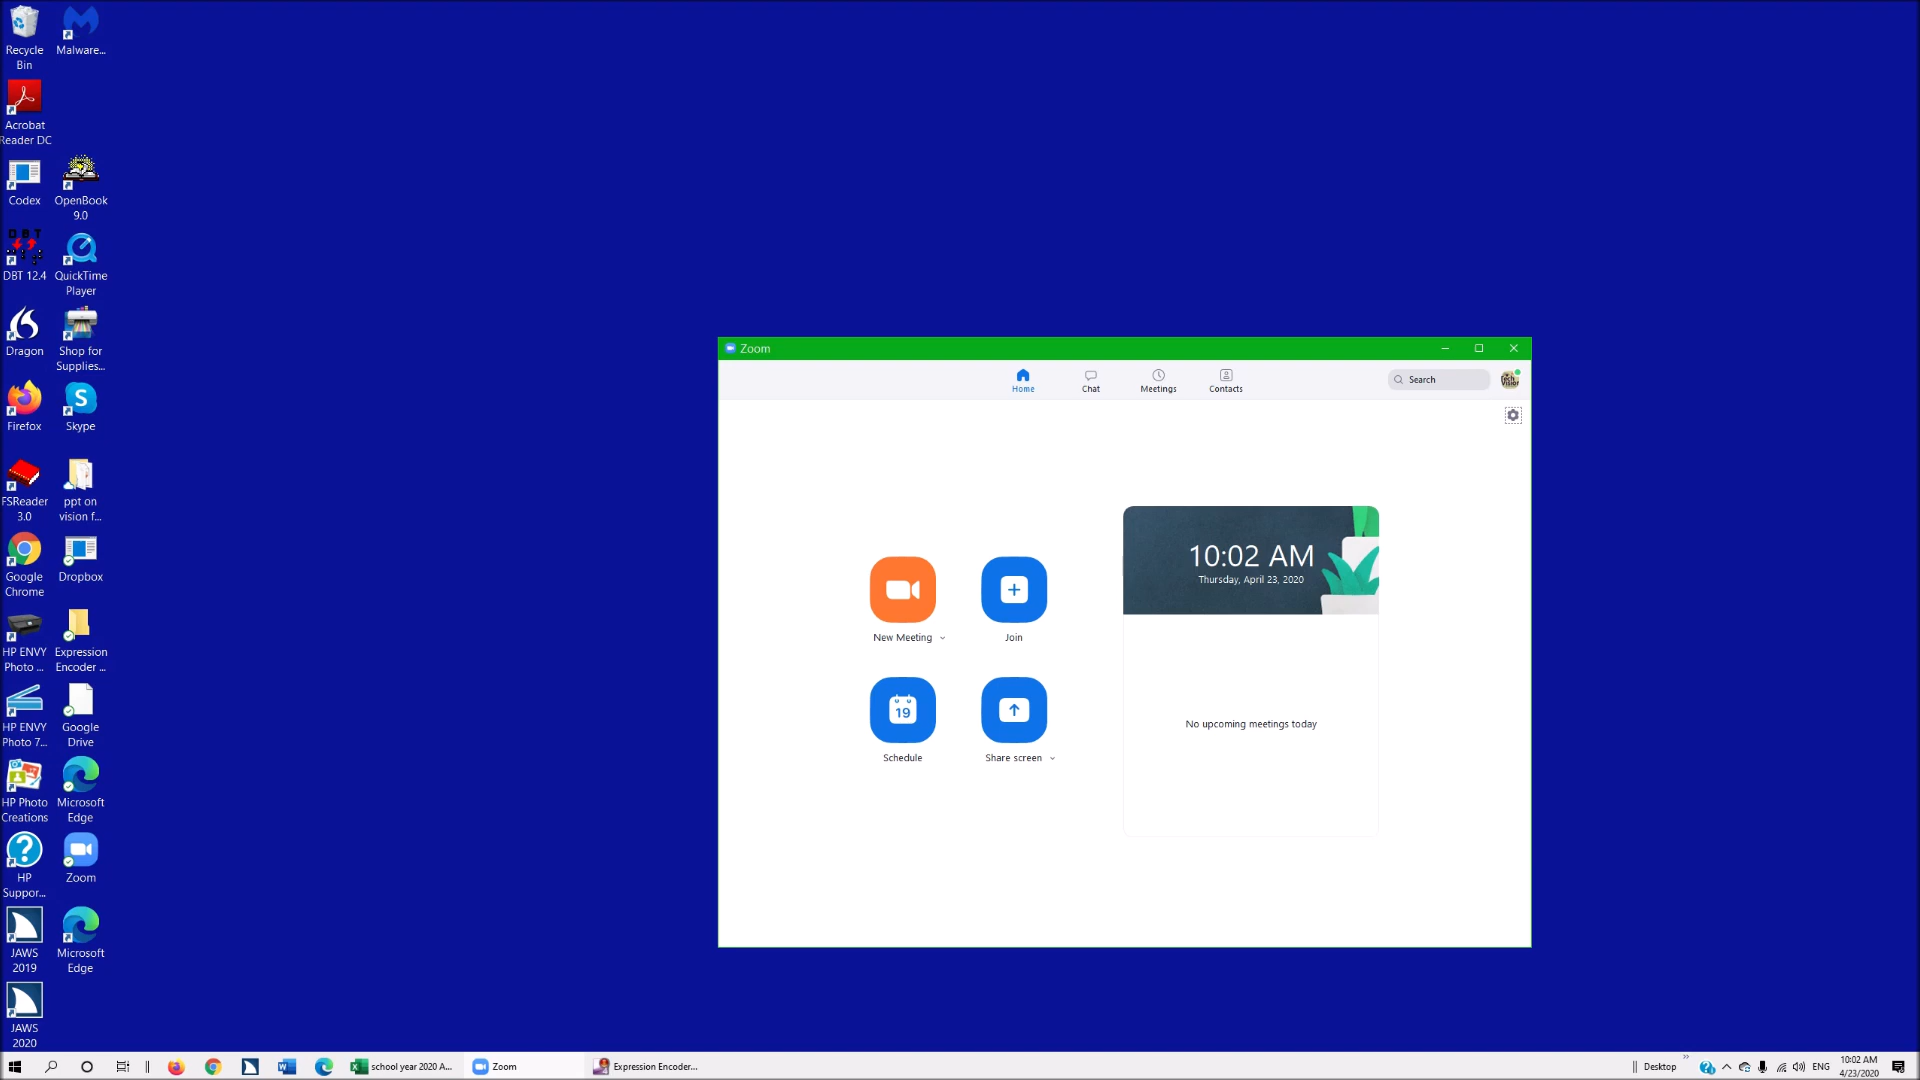 Recycle
Bin
Malware...
Acrobat
Reader DC
Codex
OpenBook
9.0
DBT 12.4
QuickTime
Player
Dragon
Shop for
Supplies...
Firefox
Skype
FSReader
3.0
ppt on
vision f...
Google
Chrome
Dropbox
HP ENVY
Photo ...
Expression
Encoder ...
HP ENVY
Photo 7...
Google
Drive
HP Photo
Creations
Microsoft
Edge
HP
Suppor...
Zoom
JAWS
2019
Microsoft
Edge
JAWS
2020
Zoom
Home
Chat
Meetings
Contacts
Search
10:02 AM
Thursday, April 23, 2020
New Meeting
Join
19
Schedule
Share screen
No upcoming meetings today
school year 2020 A...
Zoom
Expression Encoder...
Desktop
ENG
10:02 AM
4/23/2020